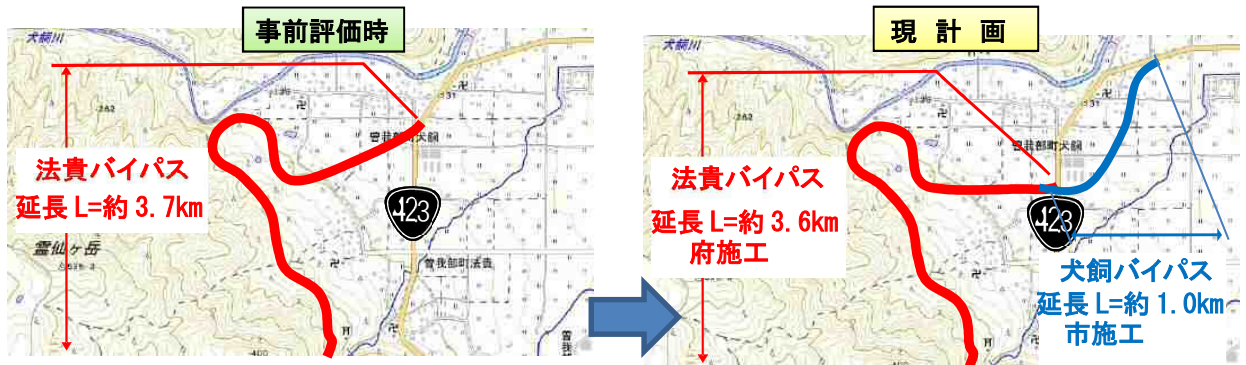 事前評価時
犬飼川
・262
・131
曽我部町犬飼
法貴バイパス
延長 L=約 3.7km
423
霊仙ヶ岳
曽我部町法貴
・400
現 計 画
犬飼川
・262
・131
曽我部町犬飼
法貴バイパス
延長 L=約 3.6km
府施工
423
犬飼バイパス
延長 L=約 1.0km
市施工
・400